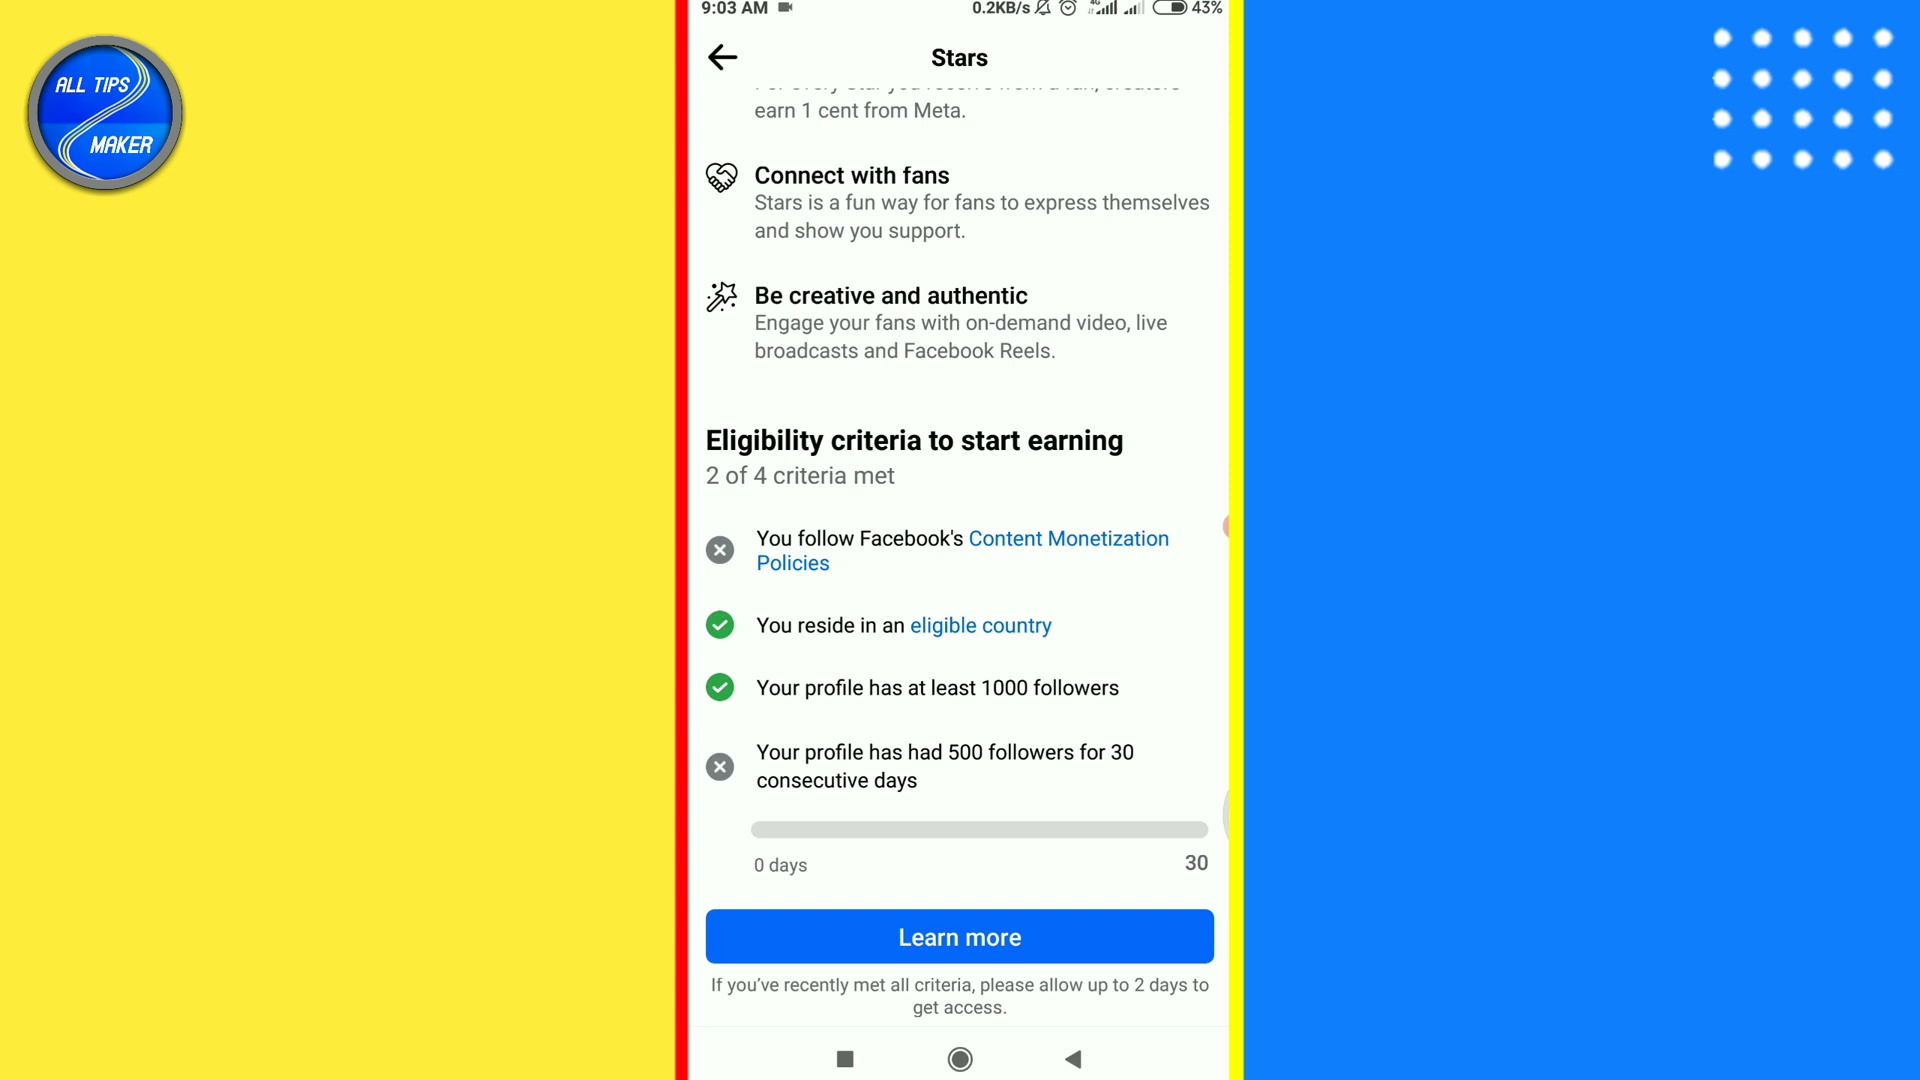 ALL TIPS
MAKER
9:03 AM
0.2KB/s
4G
43%
Stars
earn 1 cent from Meta.
Connect with fans
Stars is a fun way for fans to express themselves
and show you support.
Be creative and authentic
Engage your fans with on-demand video, live
broadcasts and Facebook Reels.
Eligibility criteria to start earning
2 of 4 criteria met
You follow Facebook's Content Monetization
Policies
You reside in an eligible country
Your profile has at least 1000 followers
Your profile has had 500 followers for 30
consecutive days
0 days
30
Learn more
If you've recently met all criteria, please allow up to 2 days to
get access.